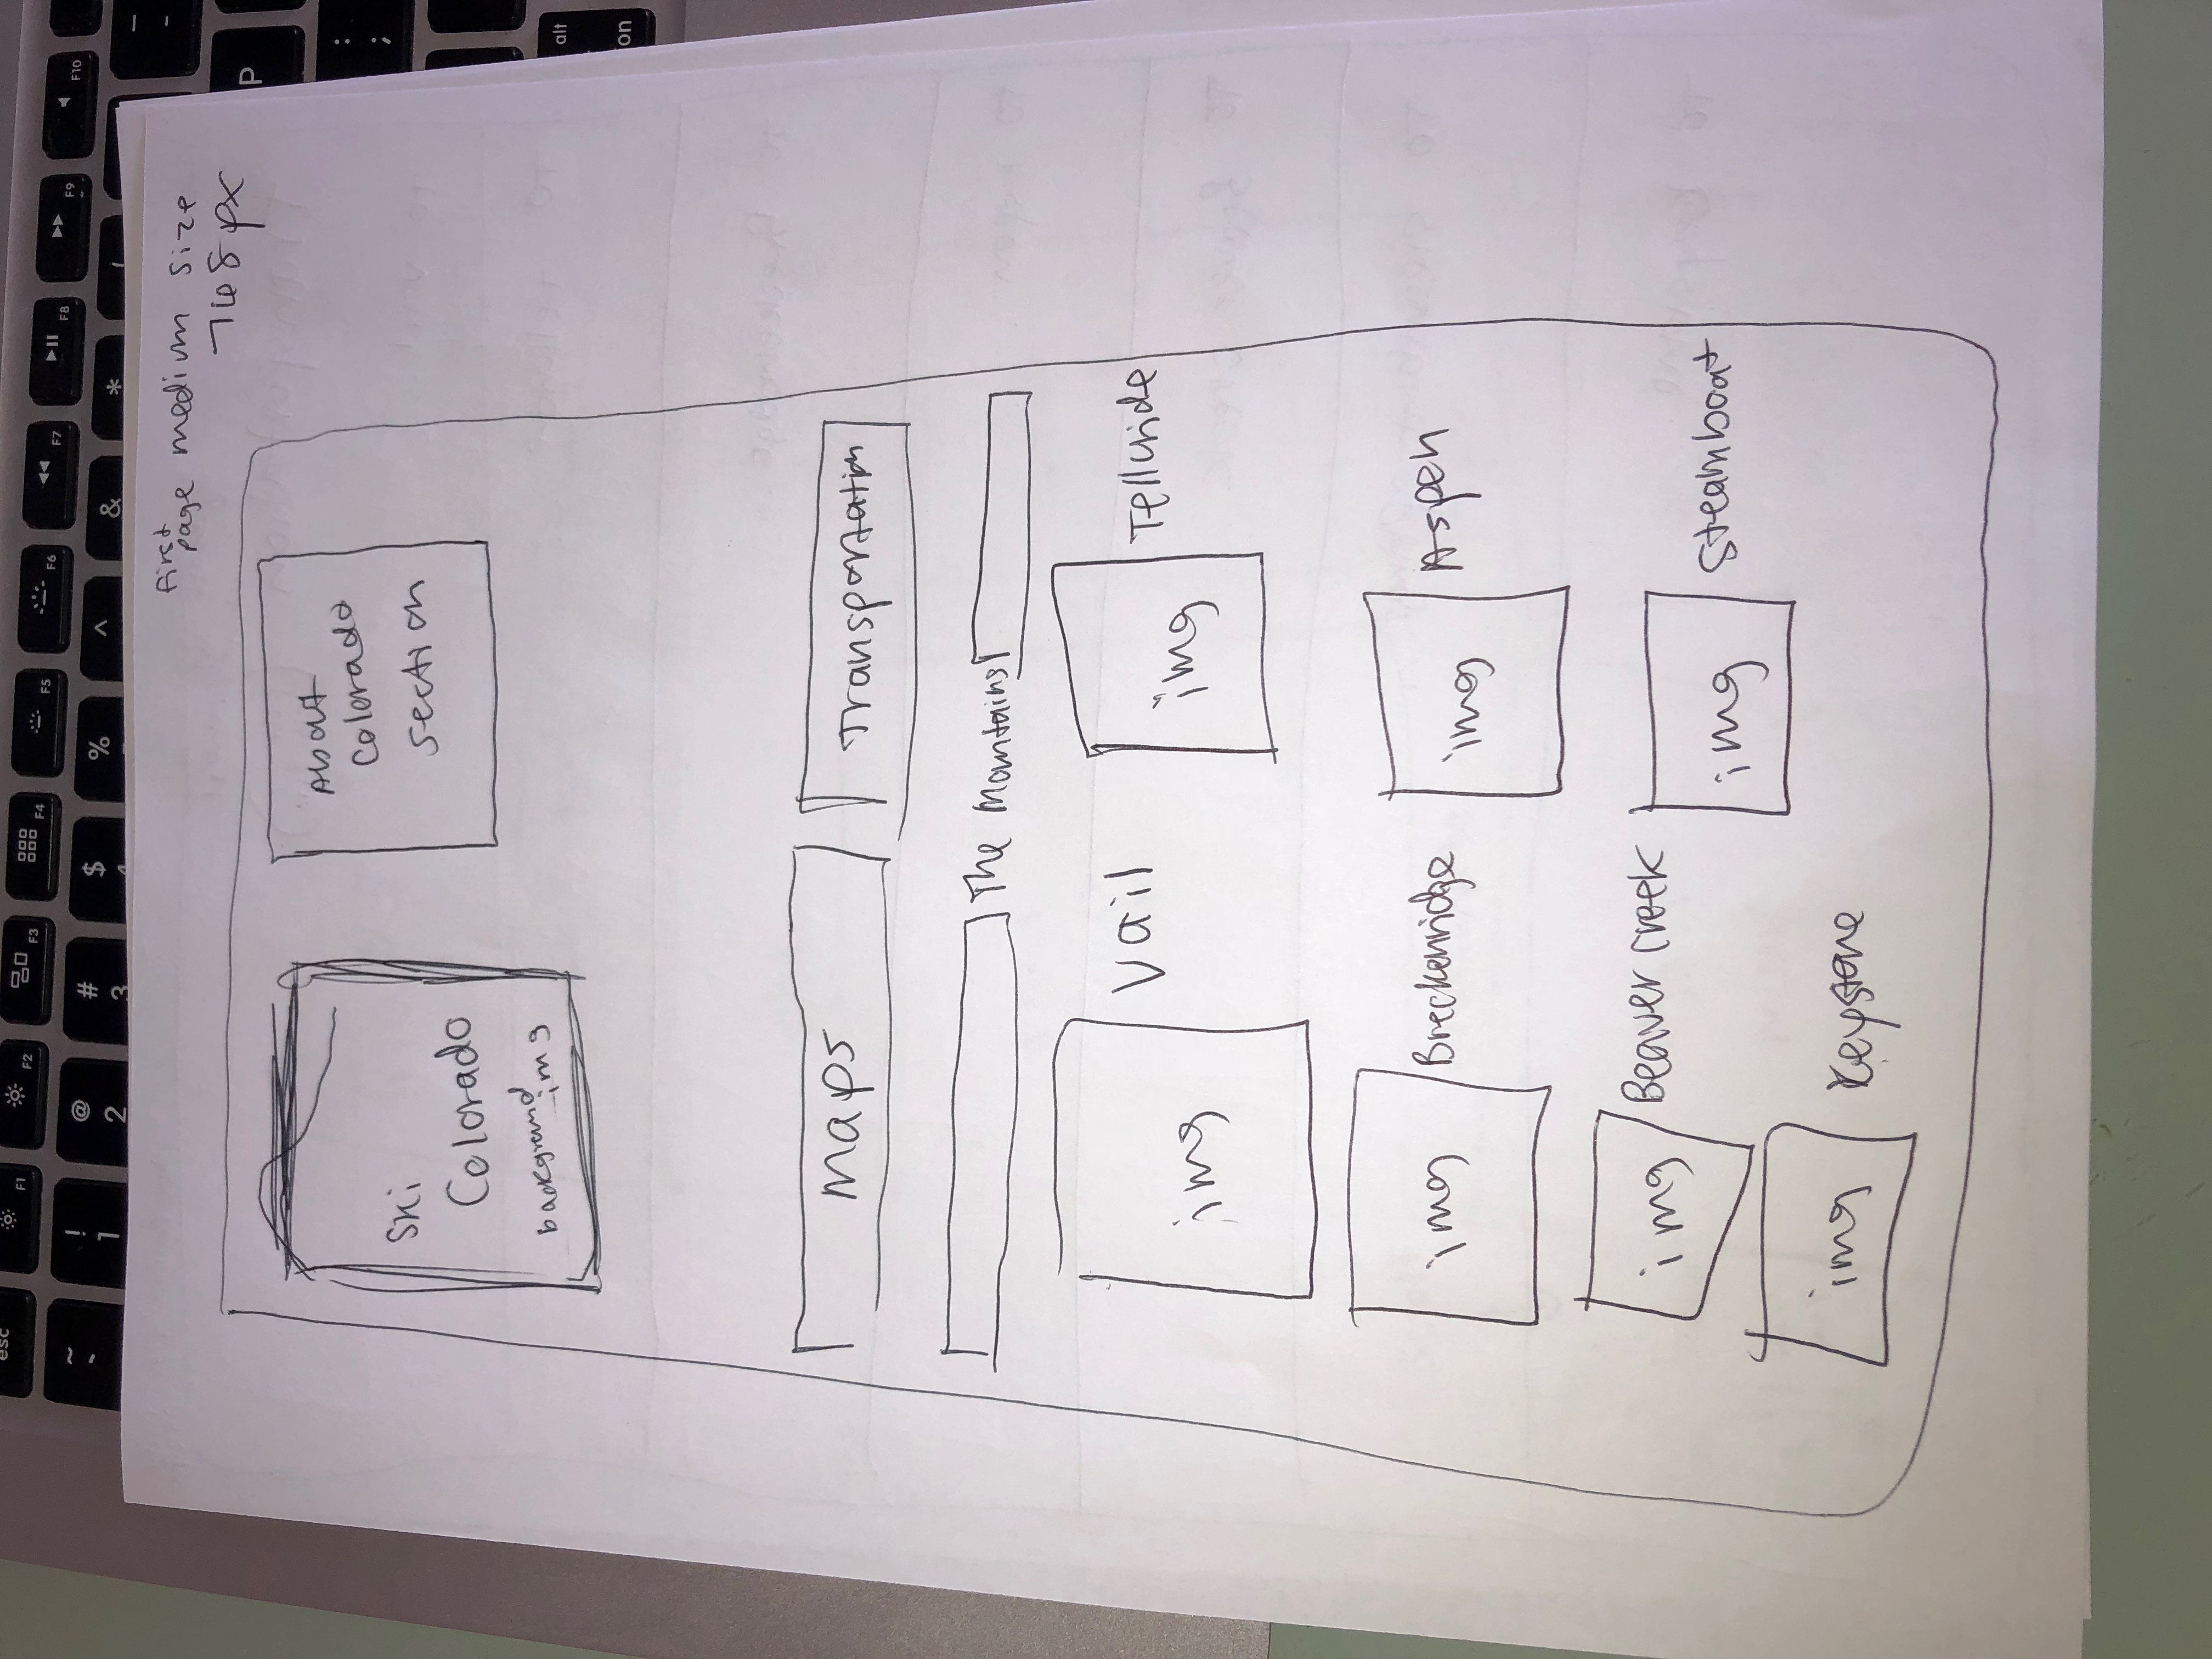 esc
F1
F2
F3
F4
F5
F6
F7
F8
F9
F10
~
!
1
@
2
#
3
$
%
^
&
*
(
P
:
;
alt
on
First
page medium size
768 px
Ski
Colorado
background
img
About
Colorado
section
Maps
Transportation
The Mountains
img
Vail
img
Telluride
img
Breckenridge
img
Aspen
img
Beaver Creek
img
Steamboat
img
Keystone